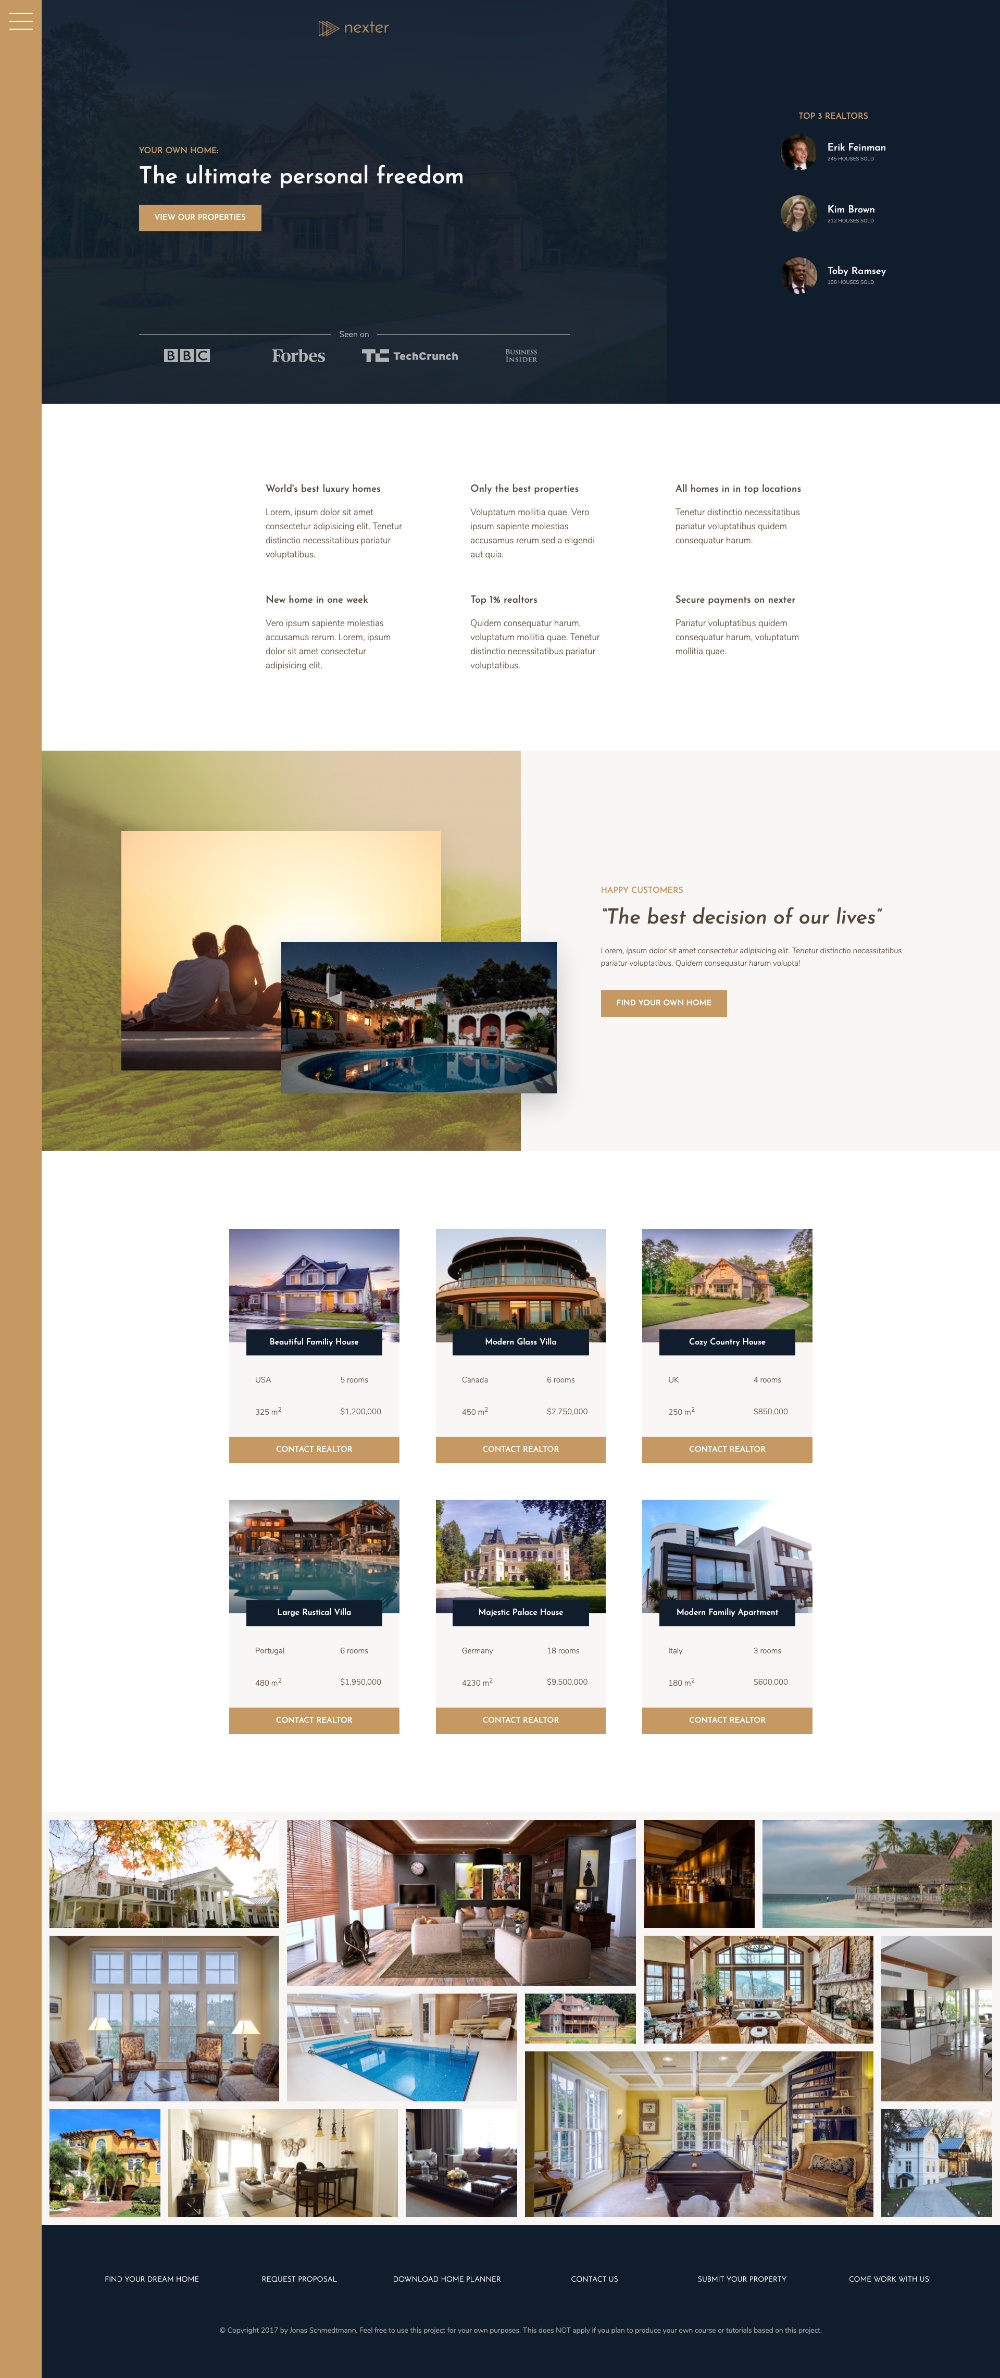 nexter
YOUR OWN HOME:
The ultimate personal freedom
VIEW OUR PROPERTIES
Seen on
BBC
Forbes
TC TechCrunch
BUSINESS
INSIDER
TOP 3 REALTORS
Erik Feinman
245 HOUSES SOLD
Kim Brown
212 HOUSES SOLD
Toby Ramsey
198 HOUSES SOLD
World's best luxury homes
Lorem, ipsum dolor sit amet
consectetur adipisicing elit. Tenetur
distinctio necessitatibus pariatur
voluptatibus.
Only the best properties
Voluptatum mollitia quae. Vero
ipsum sapiente molestias
accusamus rerum sed a eligendi
aut quia.
All homes in in top locations
Tenetur distinctio necessitatibus
pariatur voluptatibus quidem
consequatur harum.
New home in one week
Vero ipsum sapiente molestias
accusamus rerum. Lorem, ipsum
dolor sit amet consectetur
adipisicing elit.
Top 1% realtors
Quidem consequatur harum,
voluptatum mollitia quae. Tenetur
distinctio necessitatibus pariatur
voluptatibus.
Secure payments on nexter
Pariatur voluptatibus quidem
consequatur harum, voluptatum
mollitia quae.
HAPPY CUSTOMERS
“The best decision of our lives”
Lorem, ipsum dolor sit amet consectetur adipisicing elit. Tenetur distinctio necessitatibus
pariatur voluptatibus. Quidem consequatur harum volupta!
FIND YOUR OWN HOME
Beautiful Familiy House
USA
5 rooms
325 m²
$1,200,000
CONTACT REALTOR
Modern Glass Villa
Canada
6 rooms
450 m²
$2,750,000
CONTACT REALTOR
Cozy Country House
UK
4 rooms
250 m²
$850,000
CONTACT REALTOR
Large Rustical Villa
Portugal
6 rooms
480 m²
$1,950,000
CONTACT REALTOR
Majestic Palace House
Germany
18 rooms
4230 m²
$9,500,000
CONTACT REALTOR
Modern Familiy Apartment
Italy
3 rooms
180 m²
$600,000
CONTACT REALTOR
FIND YOUR DREAM HOME
REQUEST PROPOSAL
DOWNLOAD HOME PLANNER
CONTACT US
SUBMIT YOUR PROPERTY
COME WORK WITH US!
© Copyright 2017 by Jonas Schmedtmann. Feel free to use this project for your own purposes. This does NOT apply if you plan to produce your own course or tutorials based on this project.